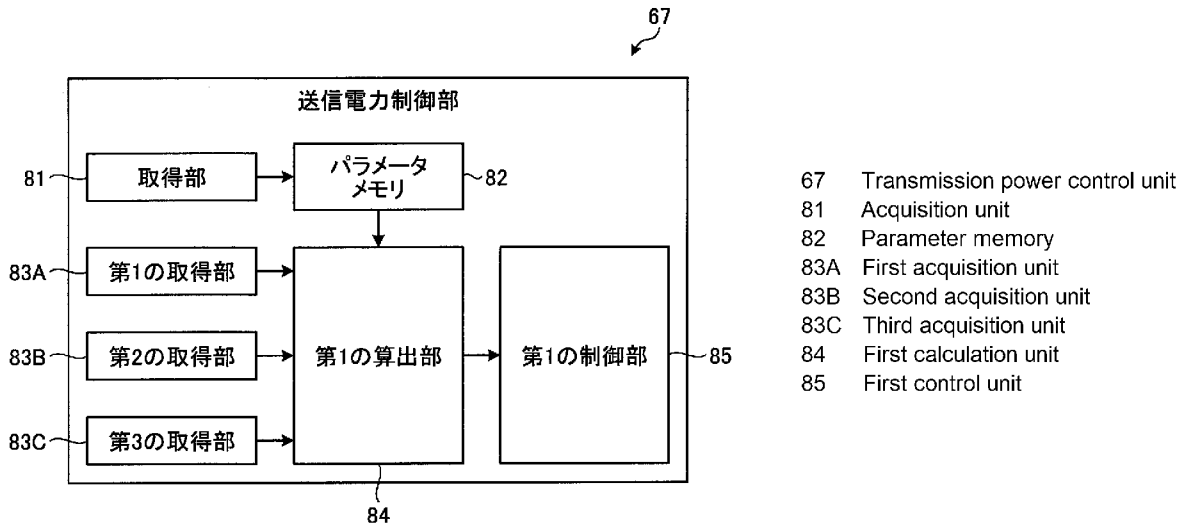 67
送信電力制御部
81
取得部
パラメータ
メモリ
82
83A
第1の取得部
83B
第2の取得部
83C
第3の取得部
第1の算出部
84
第1の制御部
85
67 Transmission power control unit
81 Acquisition unit
82 Parameter memory
83A First acquisition unit
83B Second acquisition unit
83C Third acquisition unit
84 First calculation unit
85 First control unit